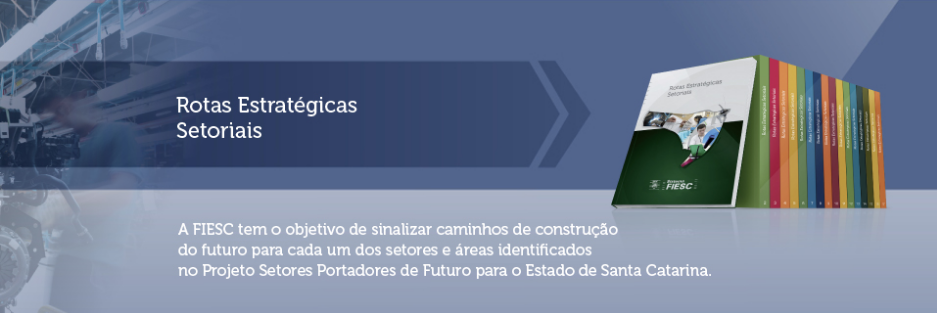 Rotas Estratégicas
Setoriais
Rotas Estratégicas
Setoriais
FIESC
A FIESC tem o objetivo de sinalizar caminhos de construção
do futuro para cada um dos setores e áreas identificados
no Projeto Setores Portadores de Futuro para o Estado de Santa Catarina.